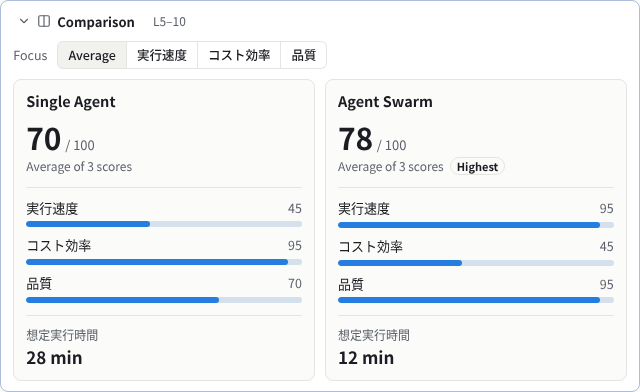 Comparison L5–10
Focus Average 実行速度 コスト効率 品質
Single Agent
70 / 100
Average of 3 scores
実行速度 45
コスト効率 95
品質 70
想定実行時間
28 min
Agent Swarm
78 / 100
Average of 3 scores Highest
実行速度 95
コスト効率 45
品質 95
想定実行時間
12 min